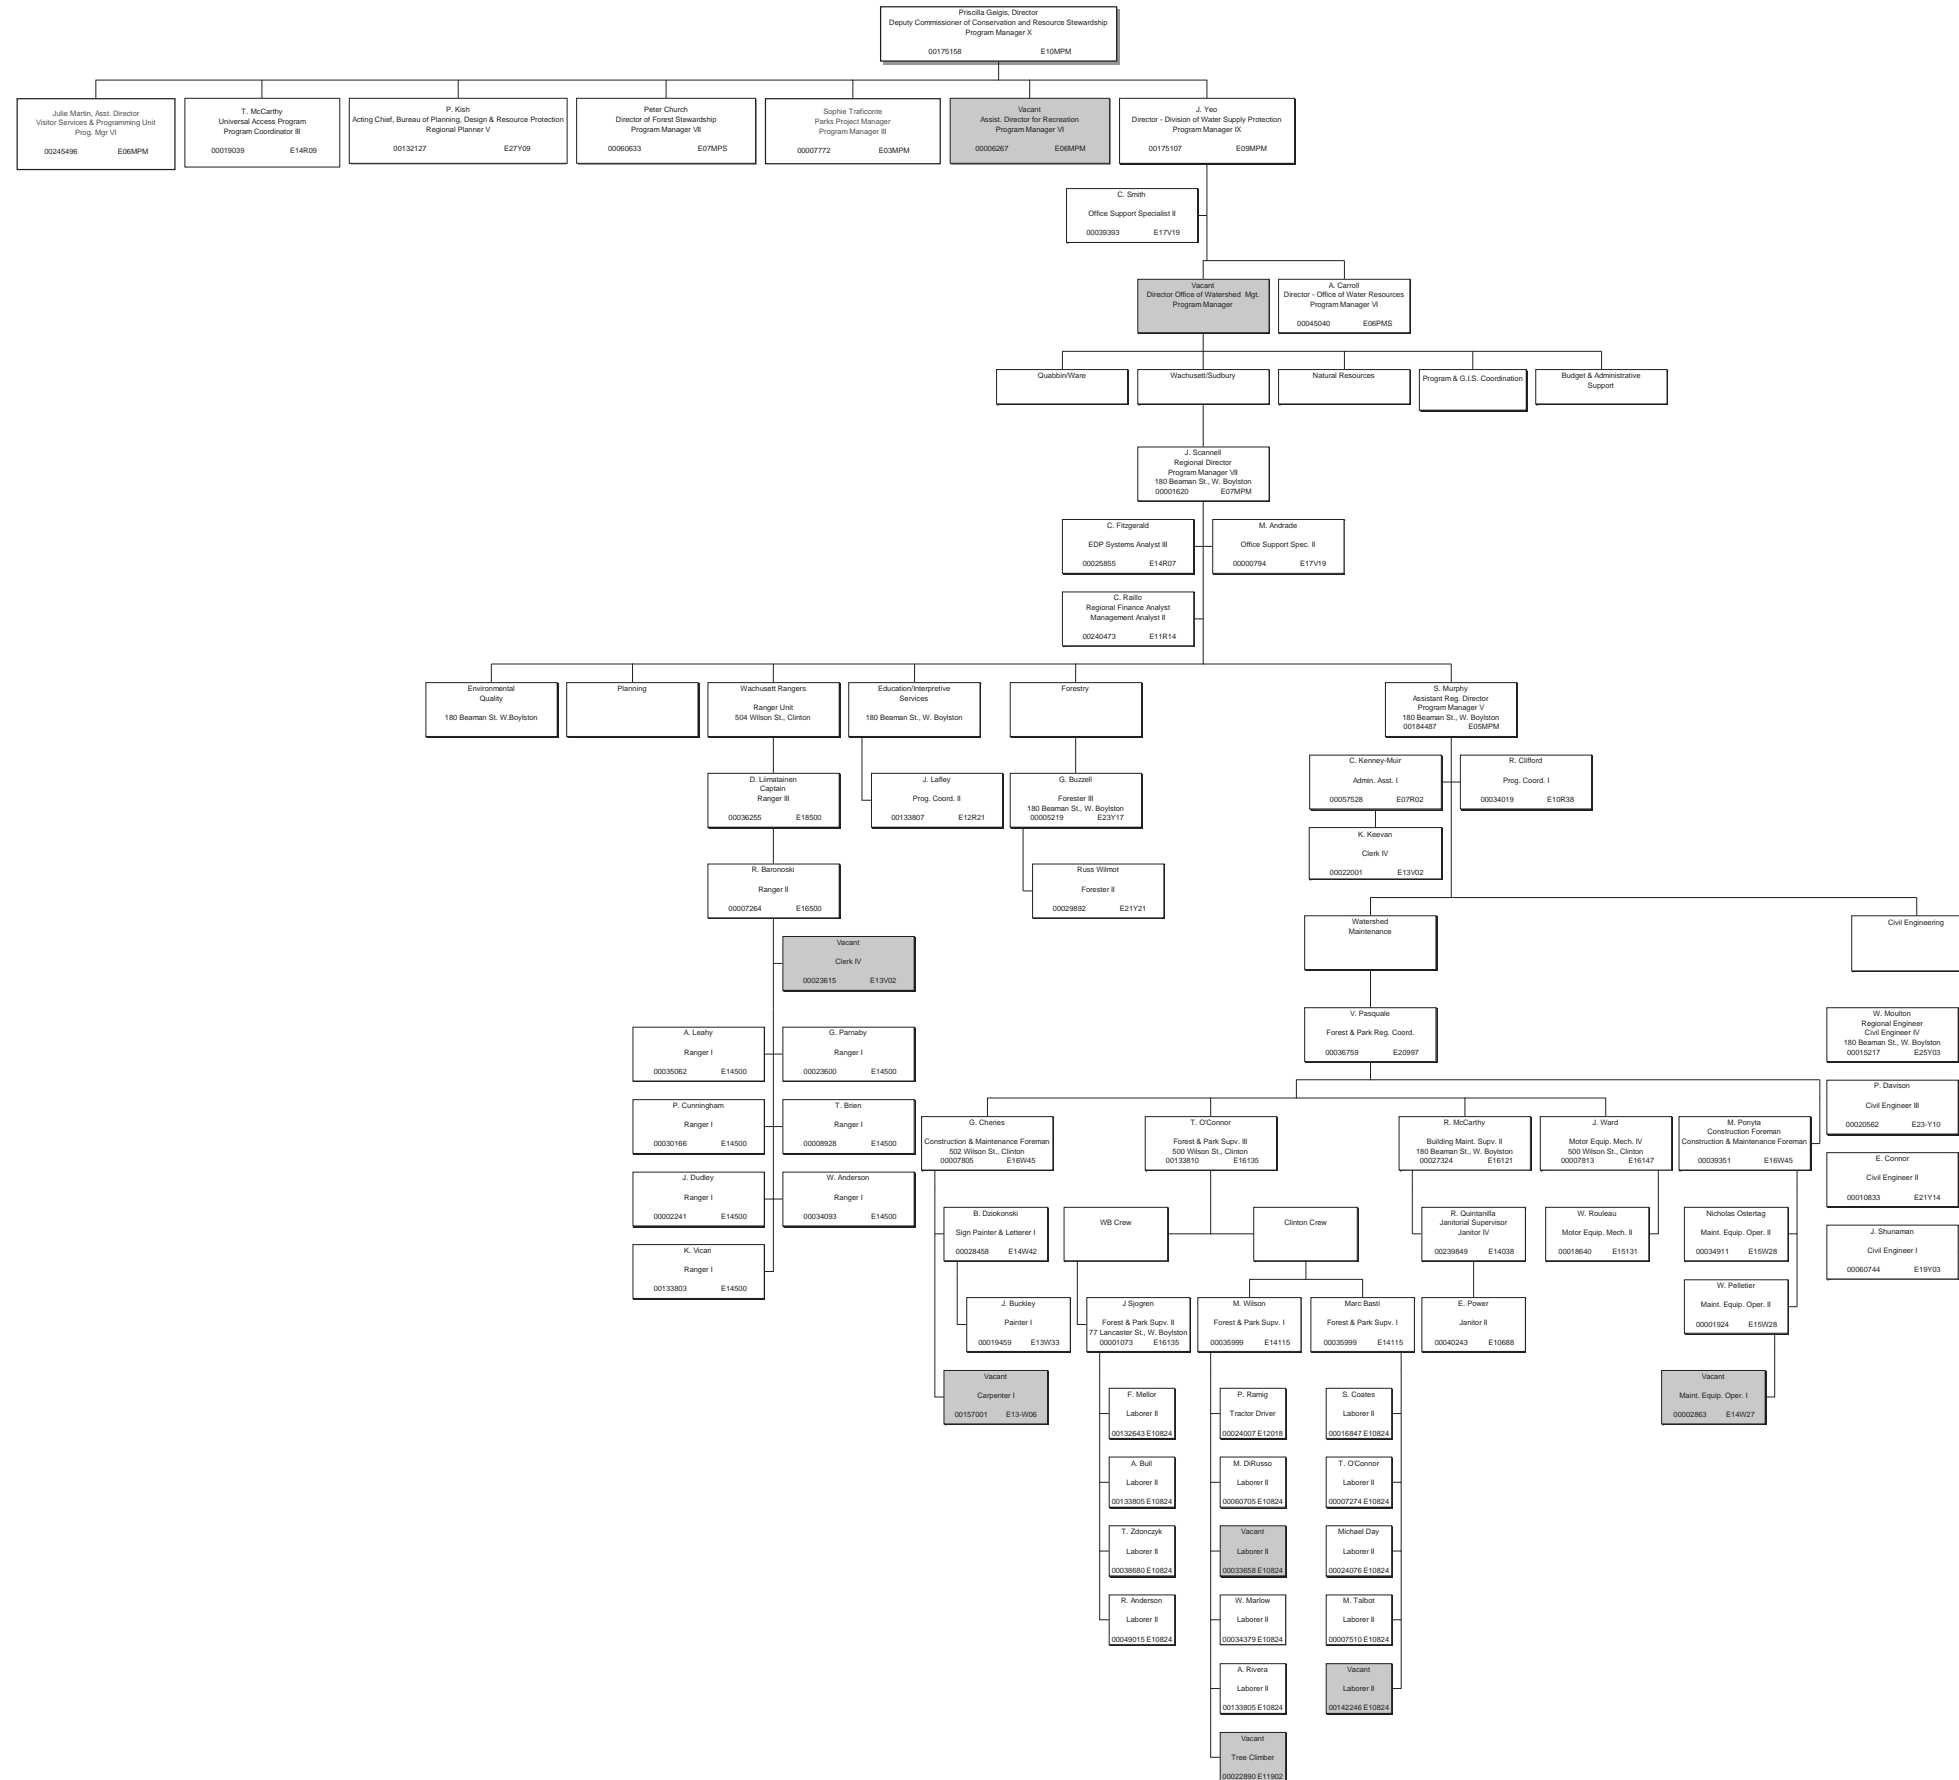 Priscilla Geigis, Director
Deputy Commissioner of Conservation and Resource Stewardship
Program Manager X
00175158 E10MPM
Julie Martin, Asst. Director
Visitor Services & Programming Unit
Prog. Mgr VI
00245496 E06MPM
T. McCarthy
Universal Access Program
Program Coordinator III
00019039 E14R09
P. Kish
Acting Chief, Bureau of Planning, Design & Resource Protection
Regional Planner V
00132127 E27Y09
Peter Church
Director of Forest Stewardship
Program Manager VII
00060633 E07MPS
Sophie Traficonte
Parks Project Manager
Program Manager III
00007772 E03MPM
Vacant
Assist. Director for Recreation
Program Manager VI
00006267 E06MPM
J. Yeo
Director - Division of Water Supply Protection
Program Manager IX
00175107 E09MPM
C. Smith
Office Support Specialist II
00039393 E17V19
Vacant
Director Office of Watershed Mgt.
Program Manager
A. Carroll
Director - Office of Water Resources
Program Manager VI
00045040 E06PMS
Quabbin/Ware
Wachusett/Sudbury
Natural Resources
Program & G.I.S. Coordination
Budget & Administrative
Support
J. Scannell
Regional Director
Program Manager VII
180 Beaman St., W. Boylston
00001620 E07MPM
C. Fitzgerald
EDP Systems Analyst III
00025855 E14R07
M. Andrade
Office Support Spec. II
00000794 E17V19
C. Raillo
Regional Finance Analyst
Management Analyst II
00240473 E11R14
Environmental
Quality
180 Beaman St. W.Boylston
Planning
Wachusett Rangers
Ranger Unit
504 Wilson St., Clinton
Education/Interpretive
Services
180 Beaman St., W. Boylston
Forestry
S. Murphy
Assistant Reg. Director
Program Manager V
180 Beaman St., W. Boylston
00184487 E05MPM
D. Liimatainen
Captain
Ranger III
00036255 E18500
J. Lafley
Prog. Coord. II
00133807 E12R21
G. Buzzell
Forester III
180 Beaman St., W. Boylston
00005219 E23Y17
C. Kenney-Muir
Admin. Asst. I
00057528 E07R02
R. Clifford
Prog. Coord. I
00034019 E10R38
K. Keevan
Clerk IV
00022001 E13V02
R. Baronoski
Ranger II
00007264 E16500
Russ Wilmot
Forester II
00029892 E21Y21
Vacant
Clerk IV
00023615 E13V02
Watershed
Maintenance
Civil Engineering
A. Leahy
Ranger I
00035062 E14500
G. Parnaby
Ranger I
00023600 E14500
V. Pasquale
Forest & Park Reg. Coord.
00036759 E20997
W. Moulton
Regional Engineer
Civil Engineer IV
180 Beaman St., W. Boylston
00015217 E25Y03
P. Cunningham
Ranger I
00030166 E14500
T. Brien
Ranger I
00008928 E14500
P. Davison
Civil Engineer III
00020562 E23-Y10
G. Cheries
Construction & Maintenance Foreman
502 Wilson St., Clinton
00007805 E16W45
T. O'Connor
Forest & Park Supv. III
500 Wilson St., Clinton
00133810 E16135
R. McCarthy
Building Maint. Supv. II
180 Beaman St., W. Boylston
00027324 E16121
J. Ward
Motor Equip. Mech. IV
500 Wilson St., Clinton
00007813 E16147
M. Ponyta
Construction Foreman
Construction & Maintenance Foreman
00039351 E16W45
E. Connor
Civil Engineer II
00010833 E21Y14
J. Dudley
Ranger I
00002241 E14500
W. Anderson
Ranger I
00034093 E14500
B. Dziokonski
Sign Painter & Letterer I
00028458 E14W42
WB Crew
Clinton Crew
R. Quintanilla
Janitorial Supervisor
Janitor IV
00239849 E14038
W. Rouleau
Motor Equip. Mech. II
00018640 E15131
Nicholas Ostertag
Maint. Equip. Oper. II
00034911 E15W28
J. Shunaman
Civil Engineer I
00060744 E19Y03
K. Vicari
Ranger I
00133803 E14500
W. Pelletier
Maint. Equip. Oper. II
00001924 E15W28
J. Buckley
Painter I
00019459 E13W33
J Sjogren
Forest & Park Supv. II
77 Lancaster St., W. Boylston
00001073 E16135
M. Wilson
Forest & Park Supv. I
00035999 E14115
Marc Basti
Forest & Park Supv. I
00035999 E14115
E. Power
Janitor II
00040243 E10688
Vacant
Carpenter I
00157001 E13-W06
Vacant
Maint. Equip. Oper. I
00002863 E14W27
F. Mellor
Laborer II
00132643 E10824
P. Ramig
Tractor Driver
00024007 E12018
S. Coates
Laborer II
00016847 E10824
A. Bull
Laborer II
00133805 E10824
M. DiRusso
Laborer II
00060705 E10824
T. O'Connor
Laborer II
00007274 E10824
T. Zdonczyk
Laborer II
00038680 E10824
Vacant
Laborer II
00033658 E10824
Michael Day
Laborer II
00024076 E10824
R. Anderson
Laborer II
00049015 E10824
W. Marlow
Laborer II
00034379 E10824
M. Talbot
Laborer II
00007510 E10824
A. Rivera
Laborer II
00133805 E10824
Vacant
Laborer II
00142246 E10824
Vacant
Tree Climber
00022890 E11902